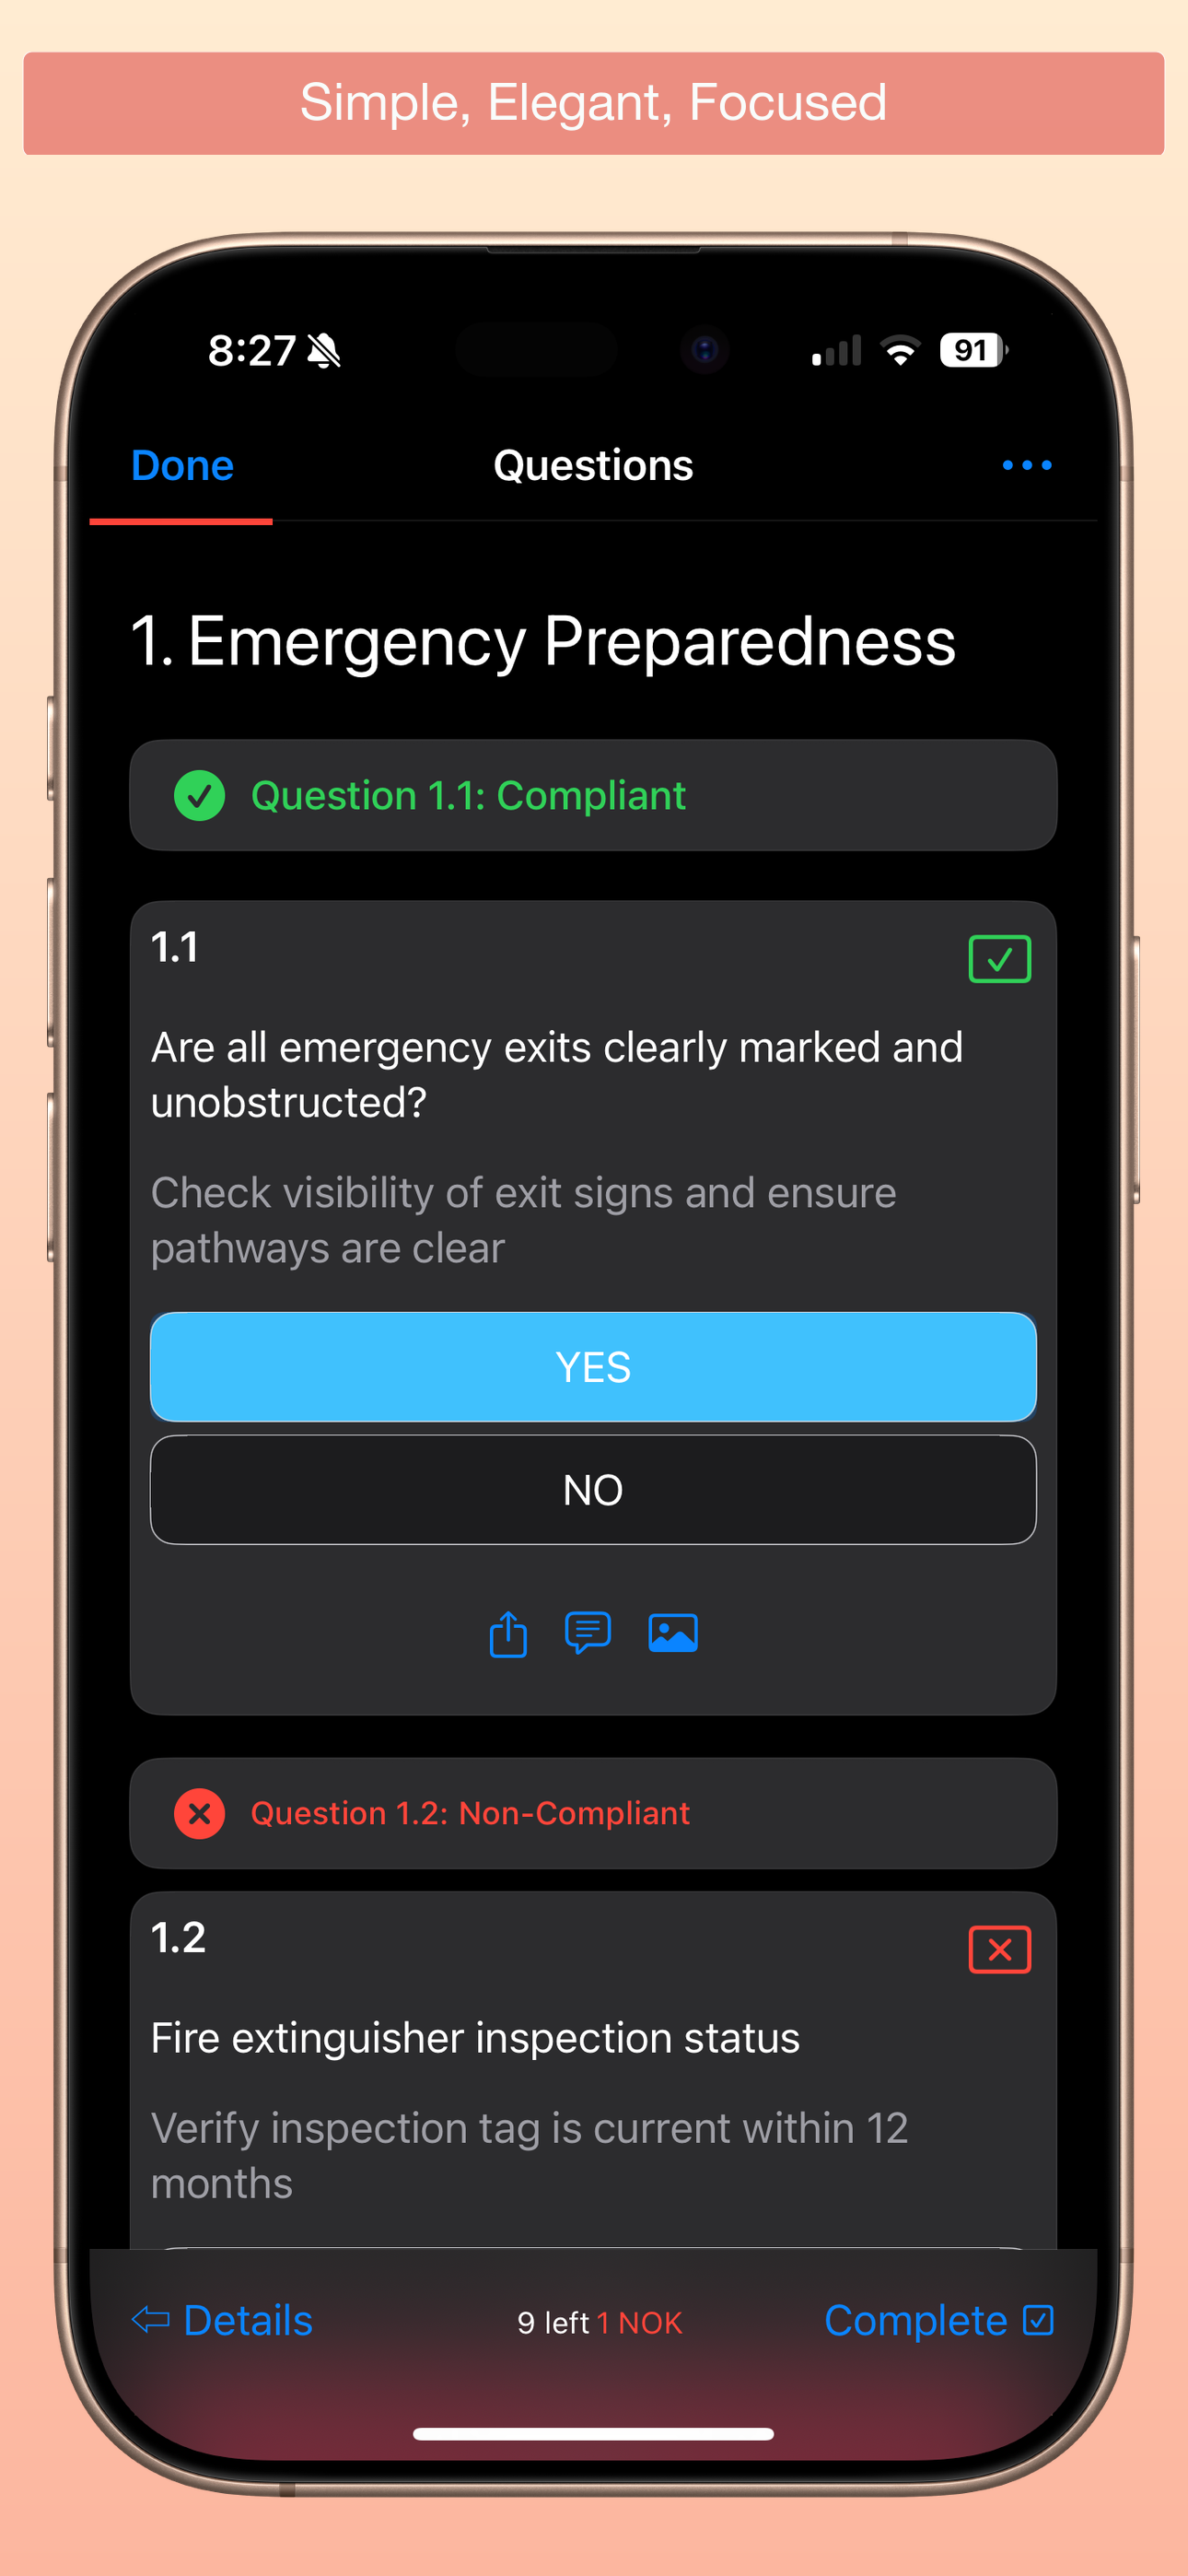 Simple, Elegant, Focused
8:27
91
Done
Questions
1. Emergency Preparedness
Question 1.1: Compliant
1.1
Are all emergency exits clearly marked and
unobstructed?
Check visibility of exit signs and ensure
pathways are clear
YES
NO
Question 1.2: Non-Compliant
1.2
Fire extinguisher inspection status
Verify inspection tag is current within 12
months
Details
9 left 1 NOK
Complete